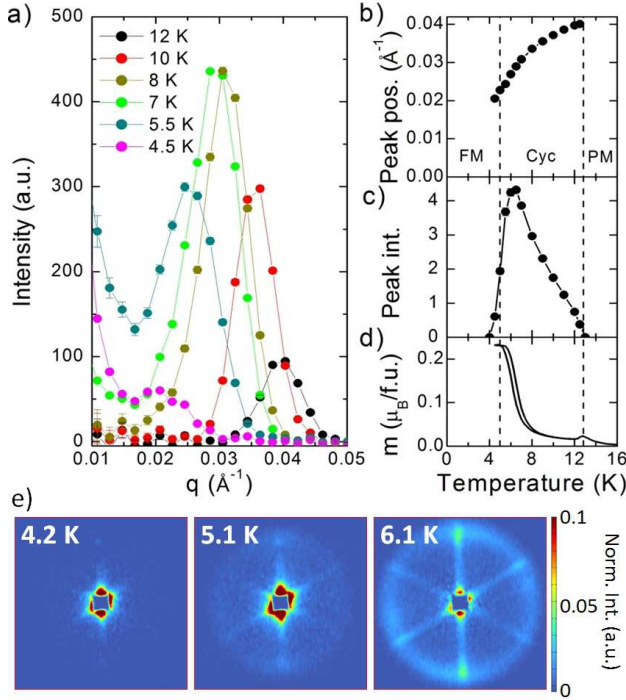 a)
500
400
300
200
100
0
Intensity (a.u.)
12 K
10 K
8 K
7 K
5.5 K
4.5 K
0.01 0.02 0.03 0.04 0.05
q (Å⁻¹)
b)
0.04
0.03
0.02
0.01
0.00
Peak pos. (Å⁻¹)
FM Cyc PM
c)
4
3
2
1
0
Peak int.
d)
0.2
0.1
0.0
m (μB/f.u.)
0 4 8 12 16
Temperature (K)
e)
4.2 K 5.1 K 6.1 K
0.1
0.05
0
Norm. Int. (a.u.)